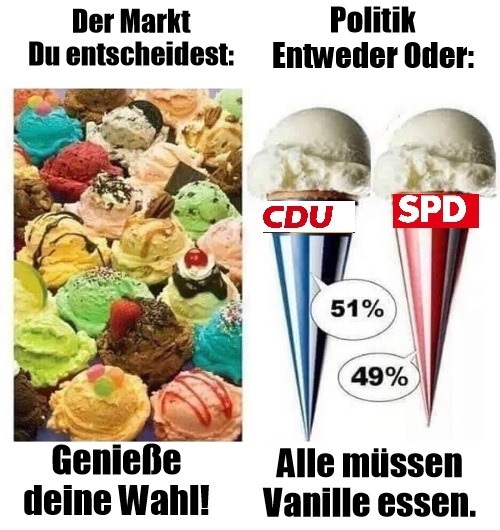 Der Markt
Du entscheidest:
Politik
Entweder Oder:
CDU
SPD
51%
49%
Genieße
deine Wahl!
Alle müssen
Vanille essen.